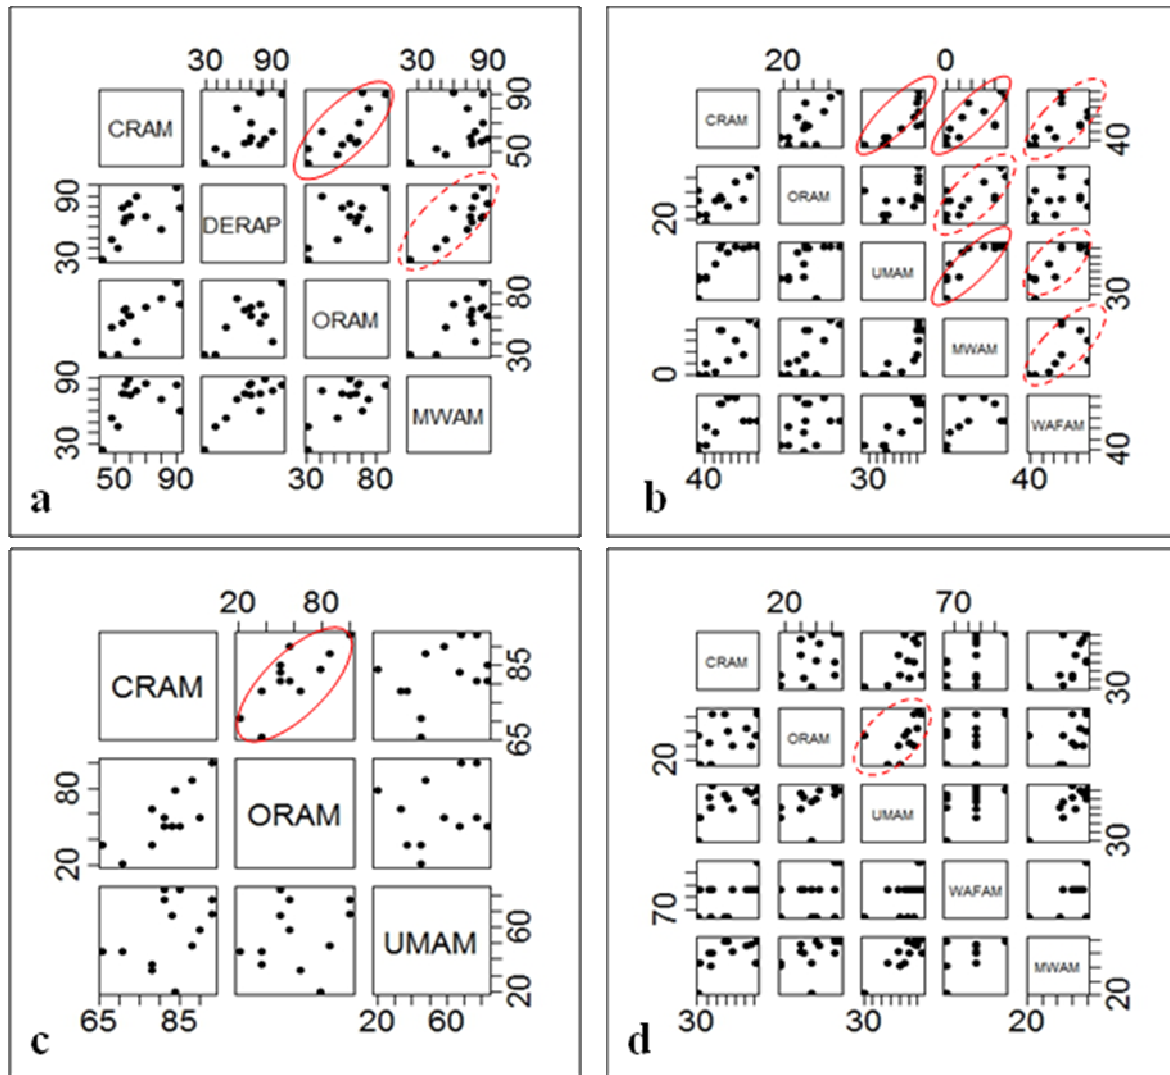 30 90 30 90
CRAM 50 90
30 90 DERAP
ORAM 30 80
30 90 MWAM
50 90 30 80
a
20 0
CRAM 40
20 ORAM
UMAM 30
0 MWAM
WAFAM 40
40 30 40
b
20 80
CRAM 65 85
20 80 ORAM
UMAM 20 60
65 85 20 60
c
20 70
CRAM 30
20 ORAM
UMAM 30
70 WAFAM
MWAM 20
30 30 20
d